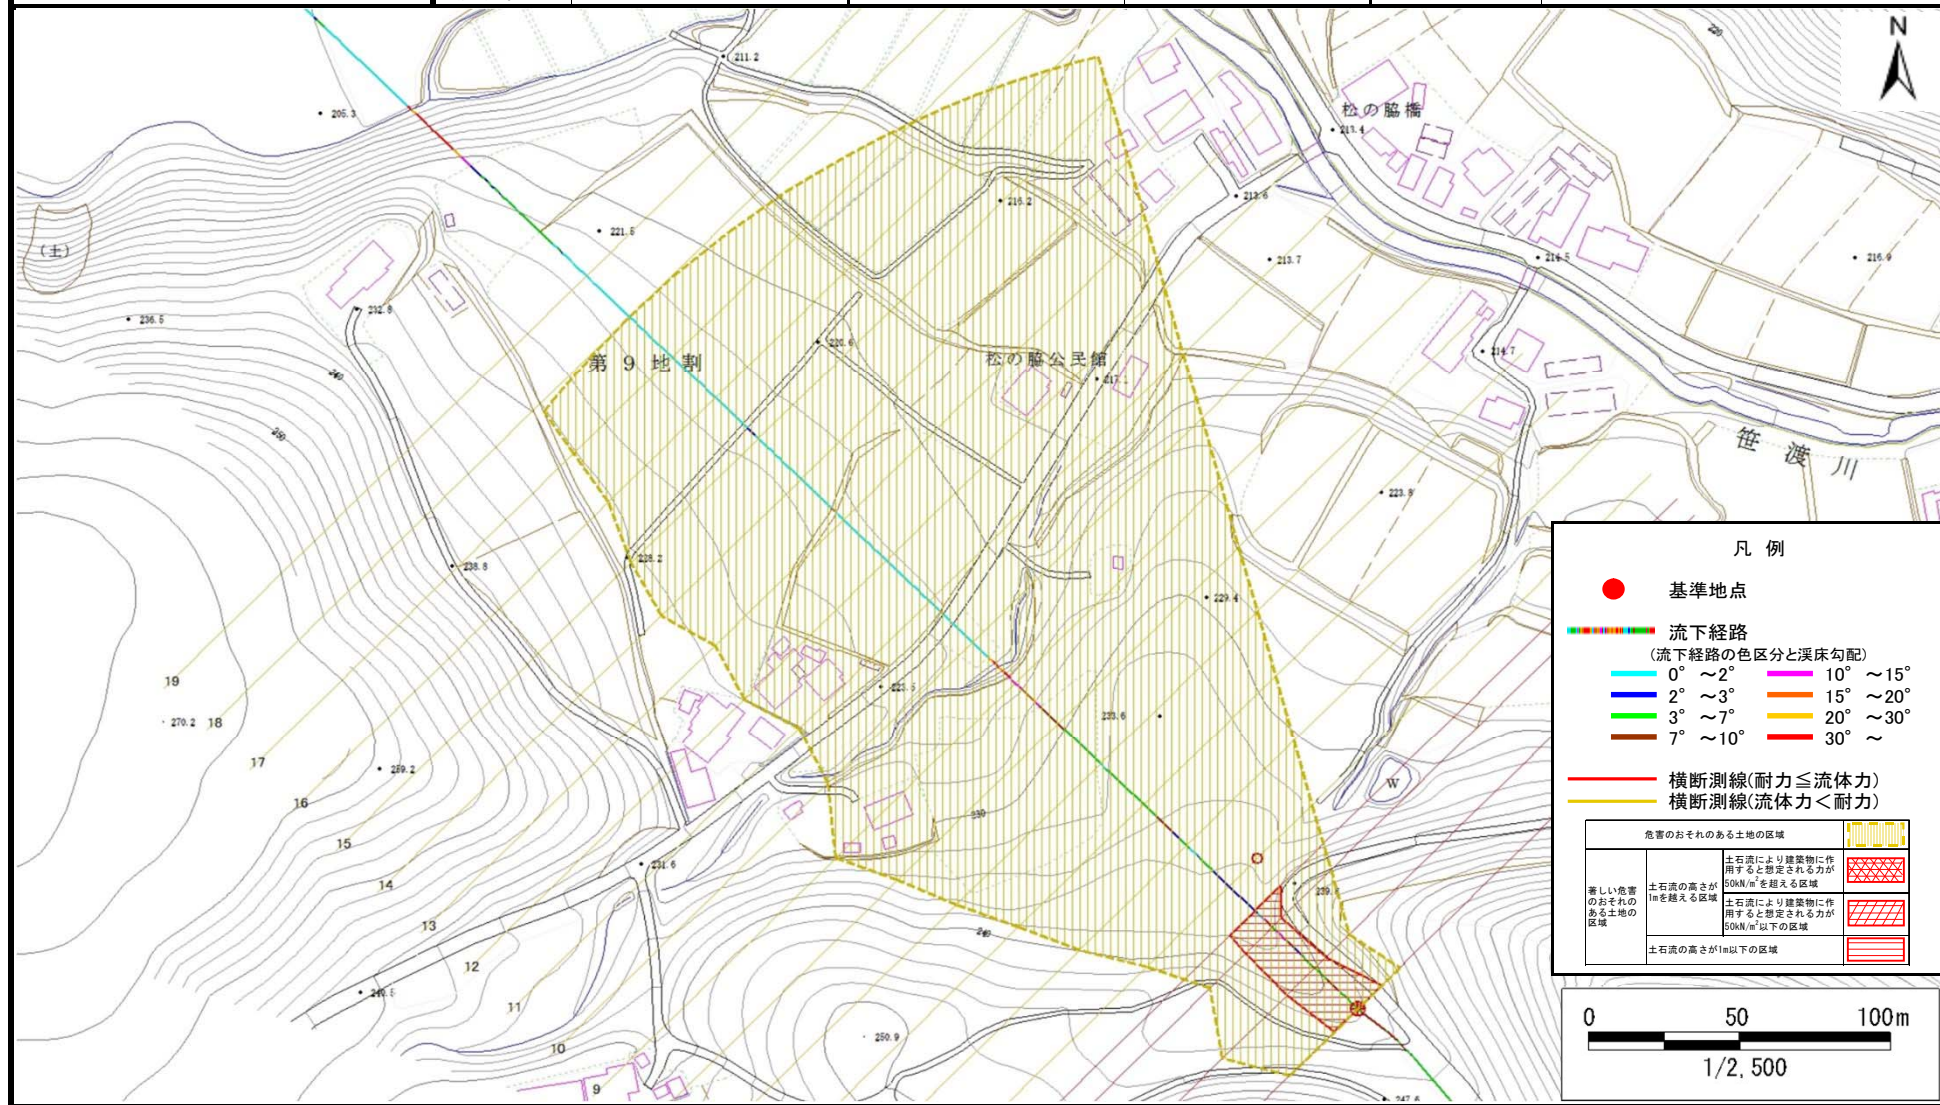 N
211.2
205.3
松の脇橋
213.4
220
213.6
216.2
221.5
213.7
214.5
216.9
(土)
232.8
236.5
第9地割
220.6
松の脇公民館
217.1
214.7
240
250
笹渡川
223.8
228.2
238.8
229.4
19
270.2
18
223.5
233.6
17
259.2
W
16
230
15
231.6
14
239.4
13
240
12
240.5
11
250.9
10
9
247.6
凡 例
基準地点
流下経路
(流下経路の色区分と渓床勾配)
0° ～2° 10° ～15°
2° ～3° 15° ～20°
3° ～7° 20° ～30°
7° ～10° 30° ～
横断測線(耐力≦流体力)
横断測線(流体力＜耐力)
危害のおそれのある土地の区域
著しい危害
のおそれの
ある土地の
区域
土石流の高さが
1mを越える区域
土石流により建築物に作
用すると想定される力が
50kN/m²を超える区域
土石流により建築物に作
用すると想定される力が
50kN/m²以下の区域
土石流の高さが1m以下の区域
0 50 100m
1/2,500